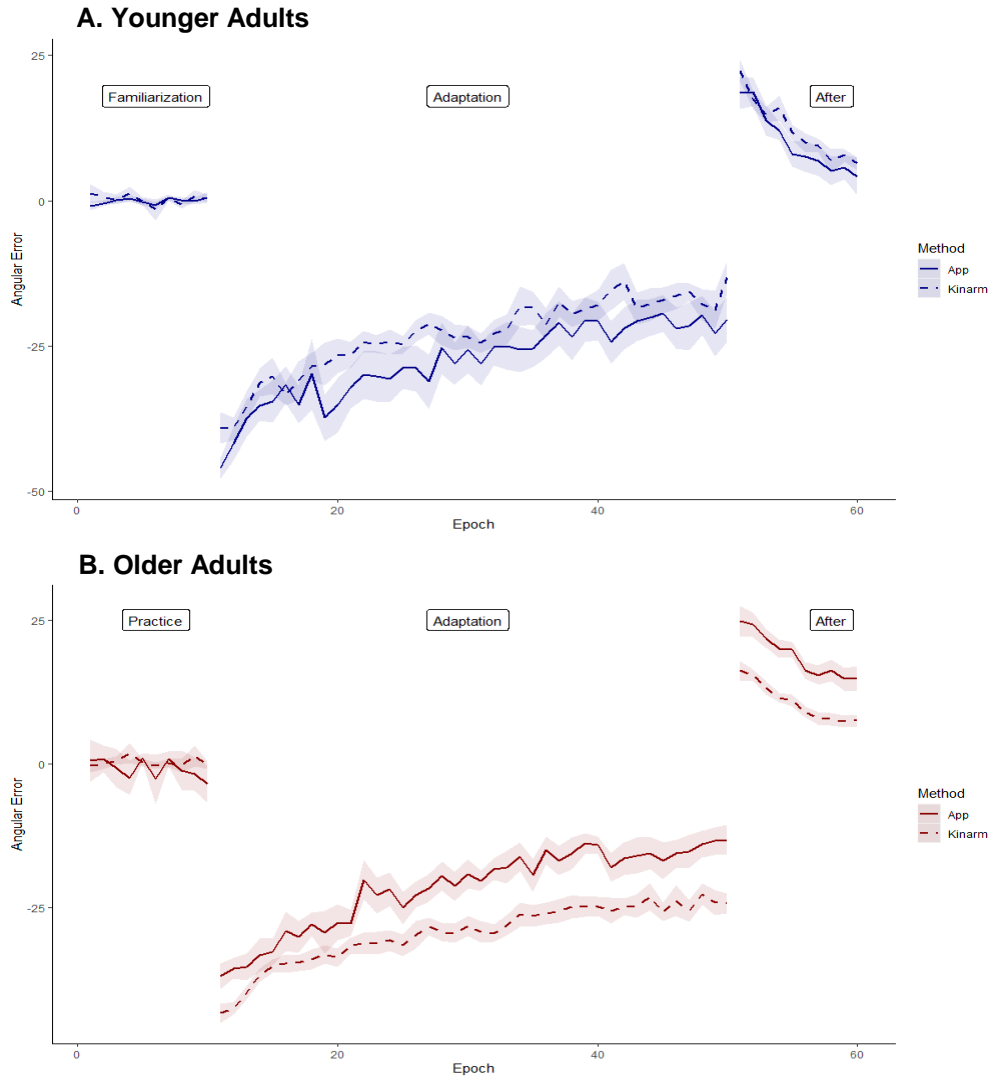 A. Younger Adults
25
Familiarization
Adaptation
After
0
Angular Error
Method
App
Kinarm
-25
-50
0
20
40
60
Epoch
B. Older Adults
25
Practice
Adaptation
After
0
Angular Error
Method
App
Kinarm
-25
0
20
40
60
Epoch